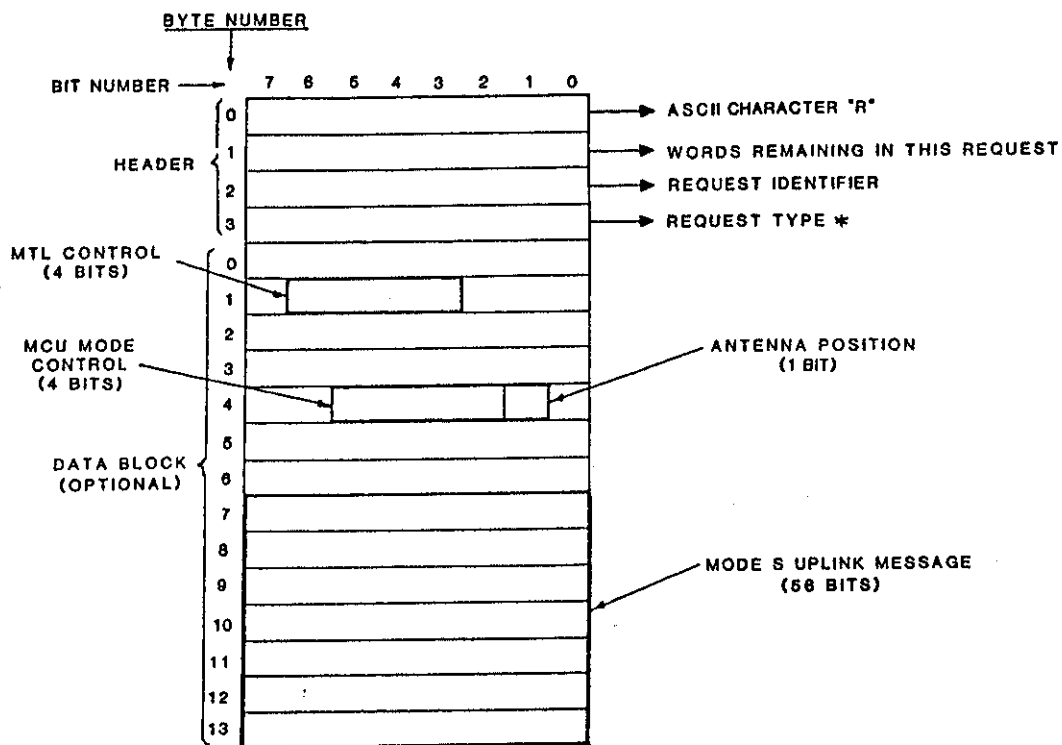 BYTE NUMBER
BIT NUMBER 7 6 5 4 3 2 1 0
0 ASCII CHARACTER "R"
HEADER
1 WORDS REMAINING IN THIS REQUEST
2 REQUEST IDENTIFIER
3 REQUEST TYPE *
MTL CONTROL
(4 BITS)
0
1
2
MCU MODE
CONTROL
(4 BITS)
3
ANTENNA POSITION
(1 BIT)
4
5
DATA BLOCK
(OPTIONAL)
6
7
8
MODE S UPLINK MESSAGE
(56 BITS)
9
10
11
12
13